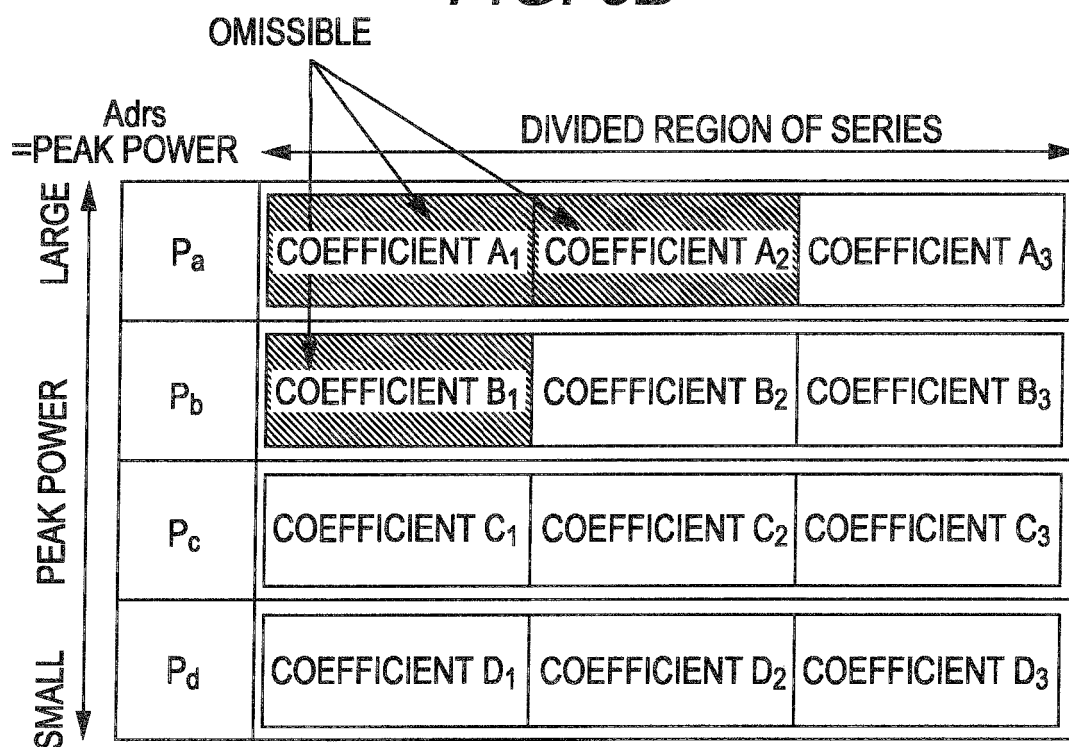 OMISSIBLE
Adrs
=PEAK POWER
DIVIDED REGION OF SERIES
LARGE
PEAK POWER
SMALL
Pa COEFFICIENT A1 COEFFICIENT A2 COEFFICIENT A3
Pb COEFFICIENT B1 COEFFICIENT B2 COEFFICIENT B3
Pc COEFFICIENT C1 COEFFICIENT C2 COEFFICIENT C3
Pd COEFFICIENT D1 COEFFICIENT D2 COEFFICIENT D3